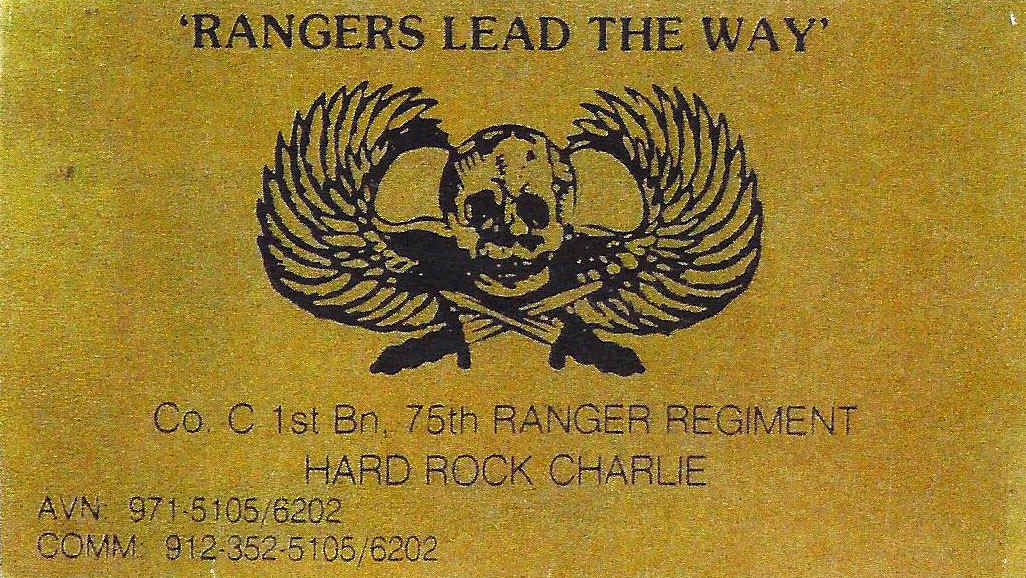 'RANGERS LEAD THE WAY'
Co. C 1st Bn, 75th RANGER REGIMENT
HARD ROCK CHARLIE
AVN: 971-5105/6202
COMM: 912-352-5105/6202